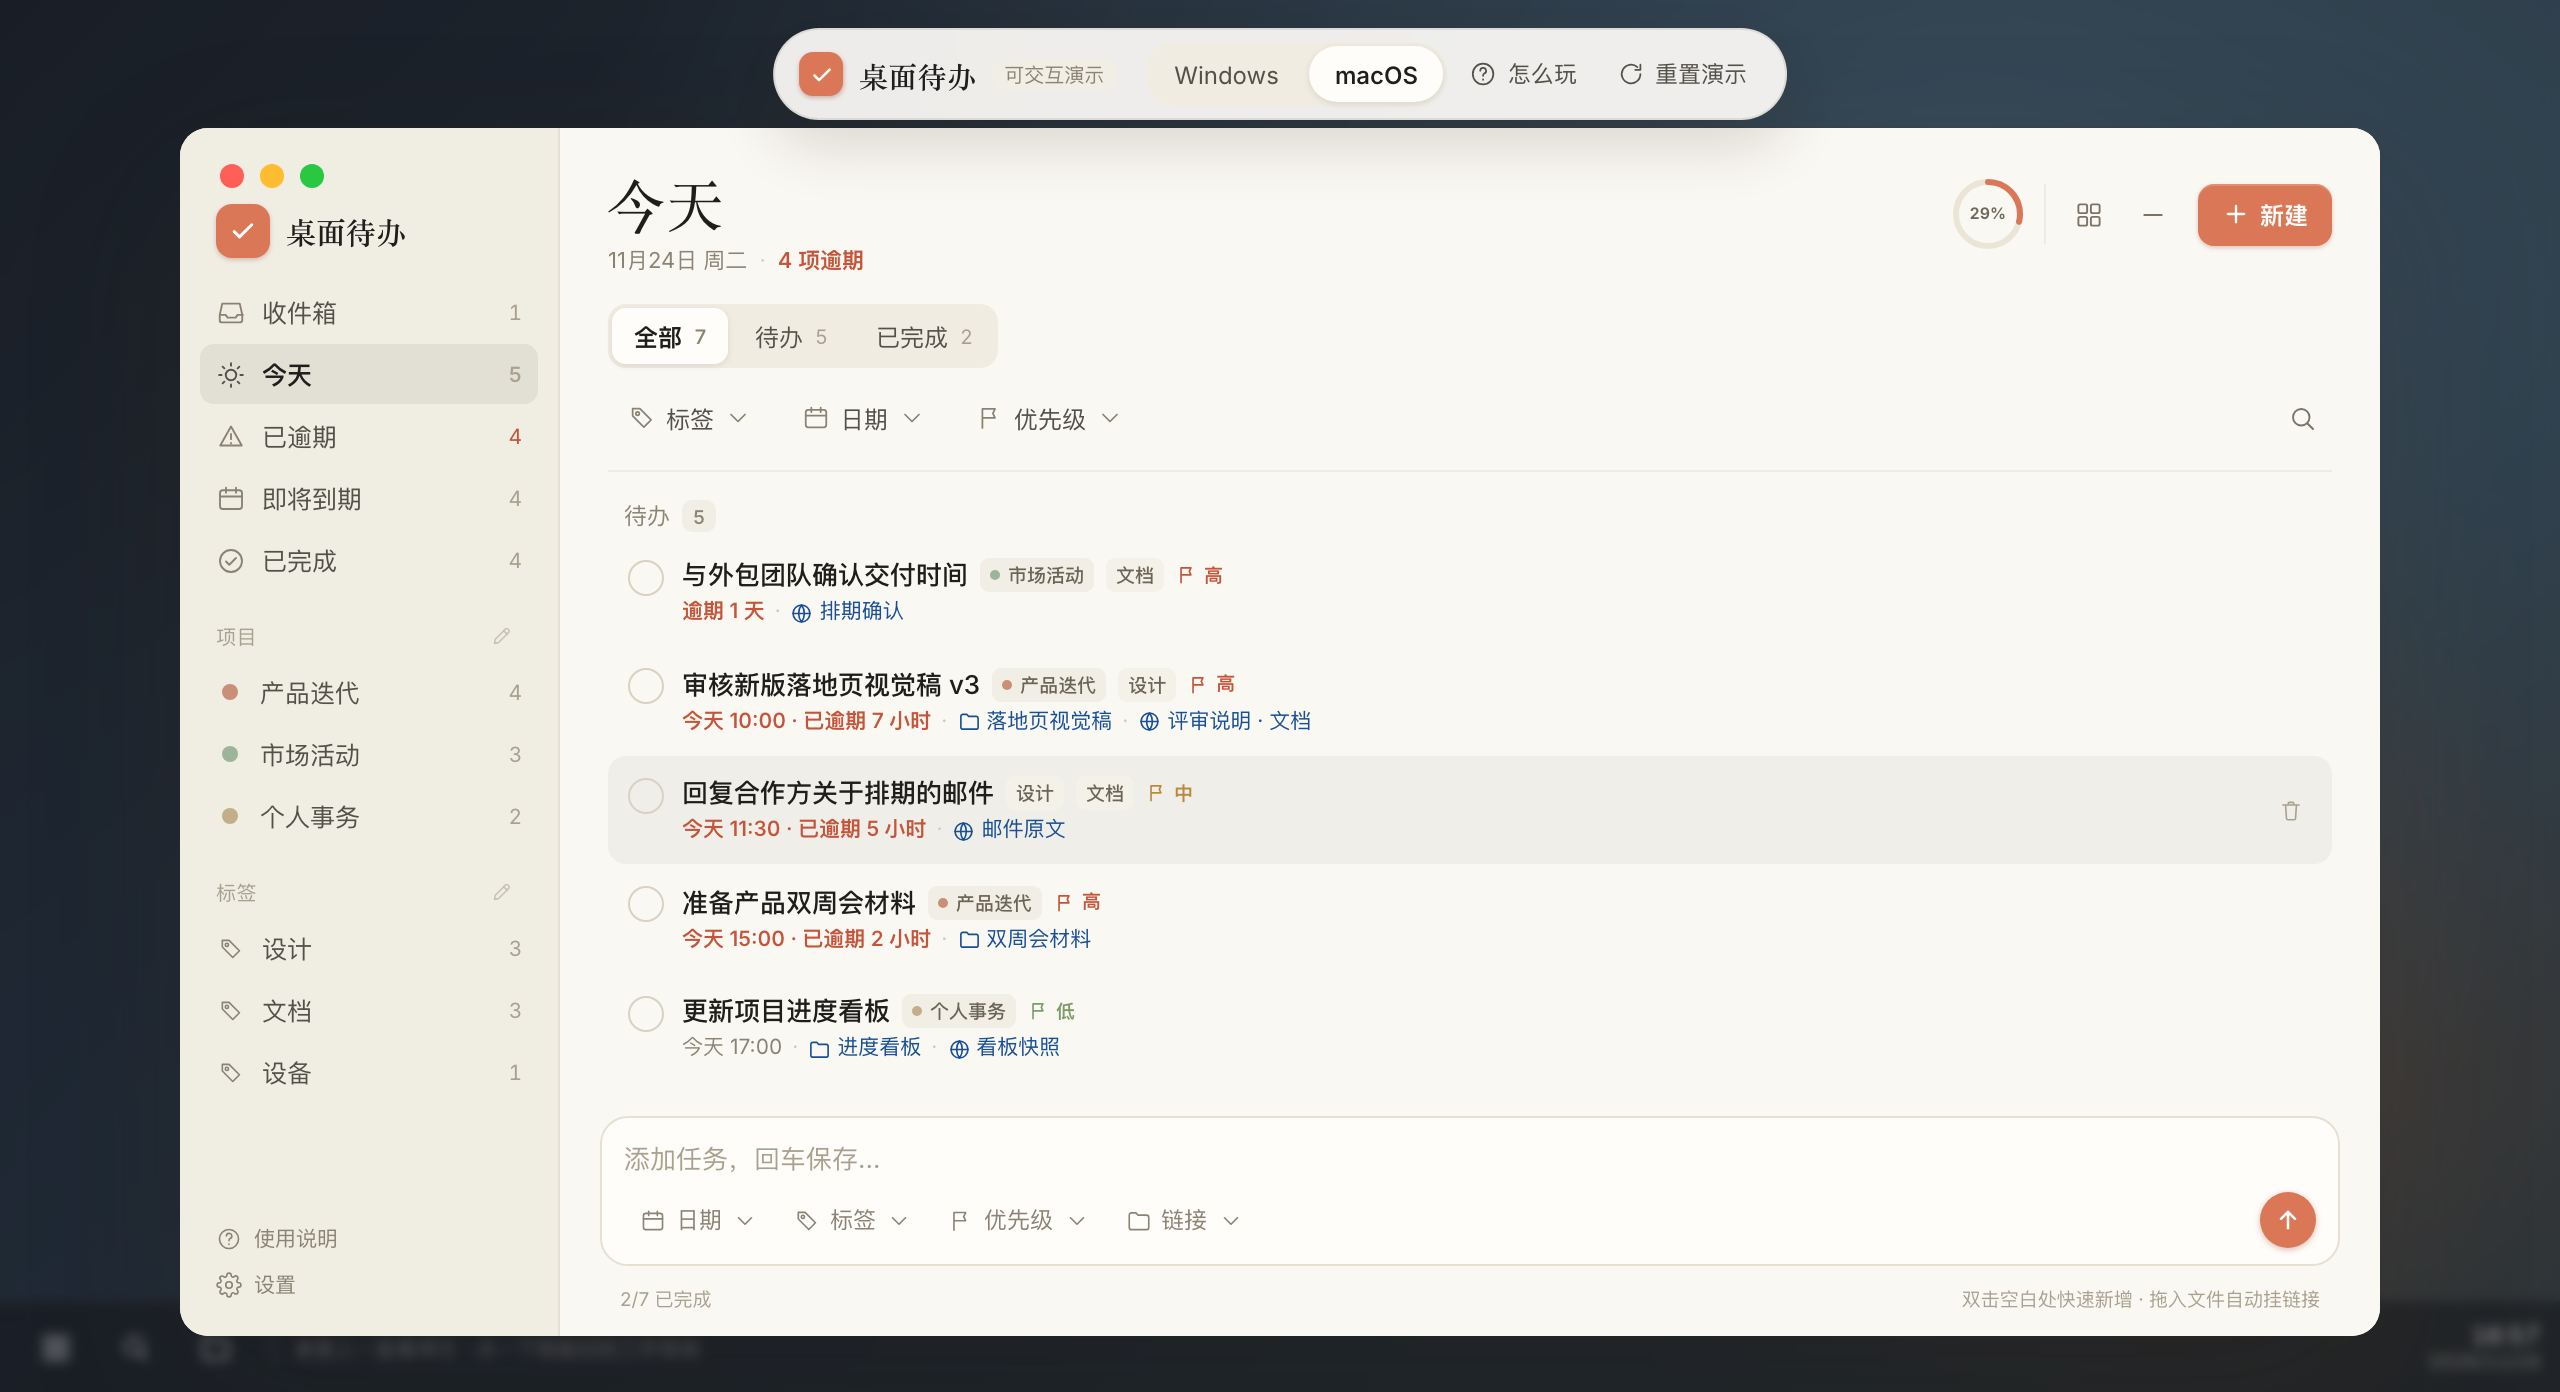 桌面待办 可交互演示 Windows macOS 怎么玩 重置演示
桌面待办
收件箱 1
今天 5
已逾期 4
即将到期 4
已完成 4
项目
产品迭代 4
市场活动 3
个人事务 2
标签
设计 3
文档 3
设备 1
使用说明
设置
今天
11月24日 周二 · 4 项逾期
29%
新建
全部 7 待办 5 已完成 2
标签 日期 优先级
待办 5
与外包团队确认交付时间 市场活动 文档 高
逾期 1 天 · 排期确认
审核新版落地页视觉稿 v3 产品迭代 设计 高
今天 10:00 · 已逾期 7 小时 · 落地页视觉稿 · 评审说明 · 文档
回复合作方关于排期的邮件 设计 文档 中
今天 11:30 · 已逾期 5 小时 · 邮件原文
准备产品双周会材料 产品迭代 高
今天 15:00 · 已逾期 2 小时 · 双周会材料
更新项目进度看板 个人事务 低
今天 17:00 · 进度看板 · 看板快照
添加任务，回车保存...
日期 标签 优先级 链接
2/7 已完成
双击空白处快速新增 · 拖入文件自动挂链接